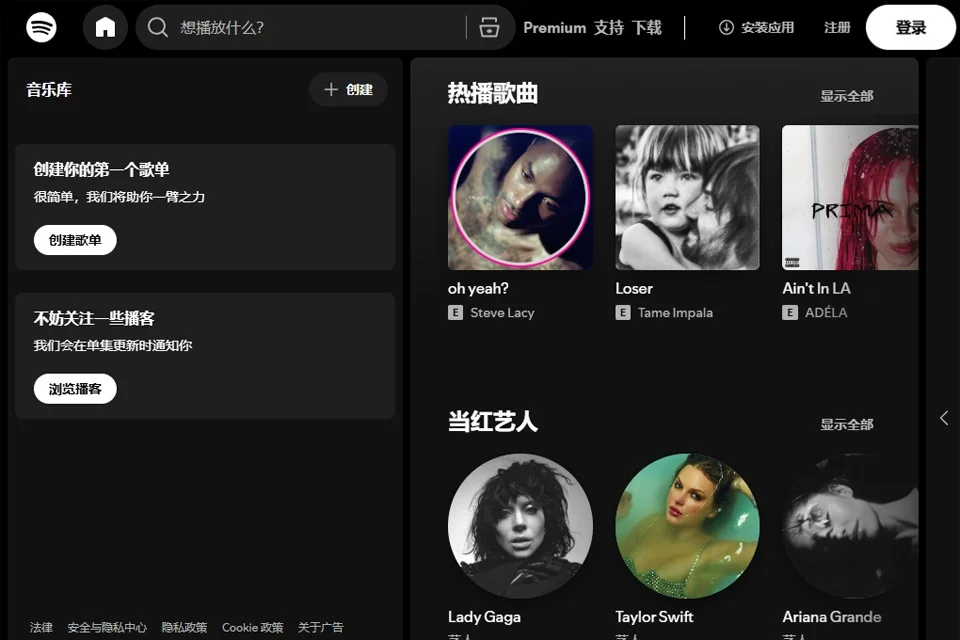 想播放什么?
Premium 支持 下载
安装应用
注册
登录
音乐库
创建
创建你的第一个歌单
很简单，我们将助你一臂之力
创建歌单
不妨关注一些播客
我们会在单集更新时通知你
浏览播客
法律 安全与隐私中心 隐私政策 Cookie 政策 关于广告
热播歌曲
显示全部
PRIMA
oh yeah?
E Steve Lacy
Loser
E Tame Impala
Ain't In LA
E ADÉLA
当红艺人
显示全部
Lady Gaga
Taylor Swift
Ariana Grande